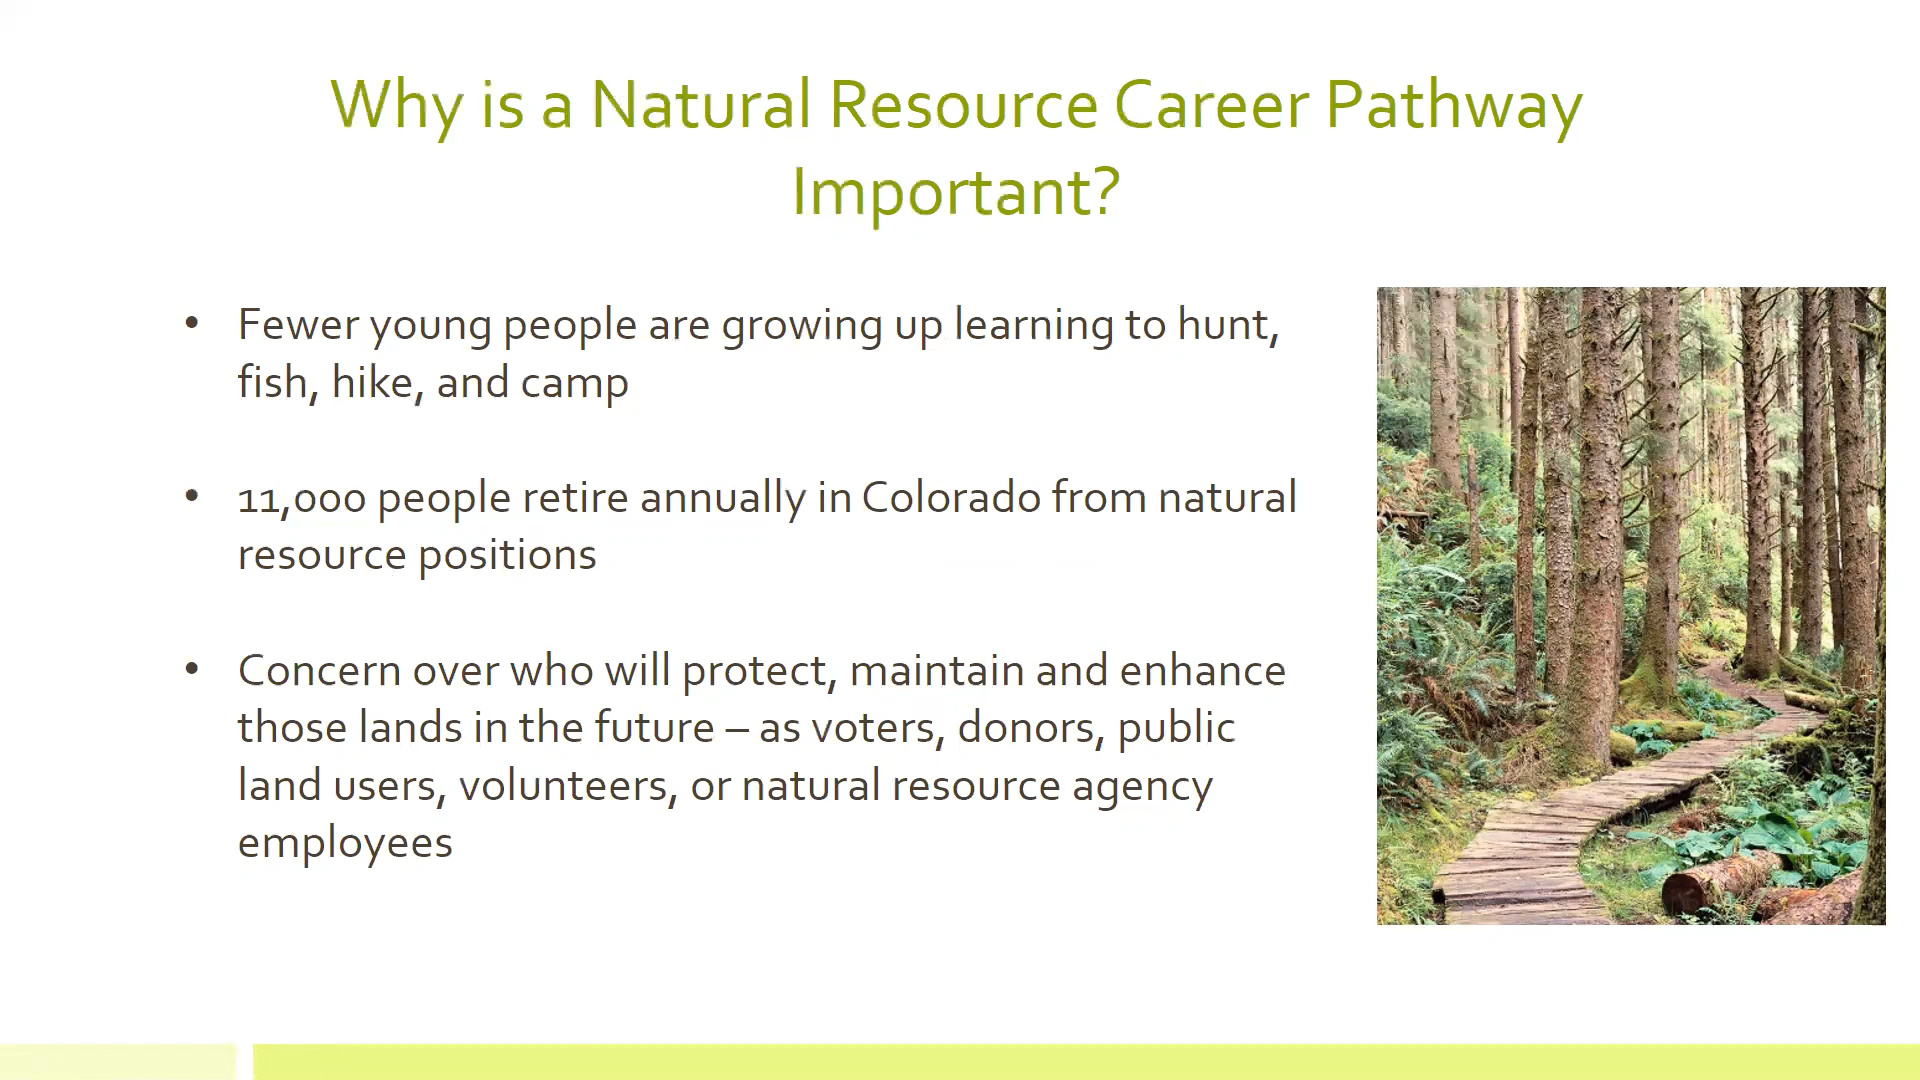 Why is a Natural Resource Career Pathway
Important?
• Fewer young people are growing up learning to hunt,
fish, hike, and camp
• 11,000 people retire annually in Colorado from natural
resource positions
• Concern over who will protect, maintain and enhance
those lands in the future – as voters, donors, public
land users, volunteers, or natural resource agency
employees